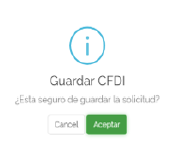 Guardar CFDI
¿Esta seguro de guardar la solicitud?
Cancel Aceptar